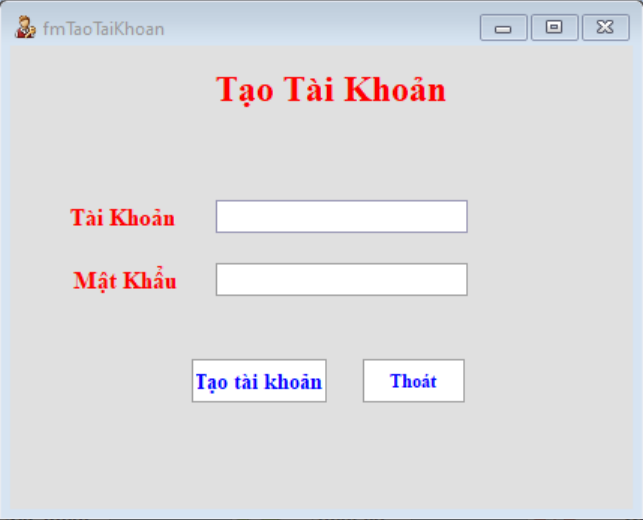 fmTaoTaiKhoan
Tạo Tài Khoản
Tài Khoản
Mật Khẩu
Tạo tài khoản
Thoát